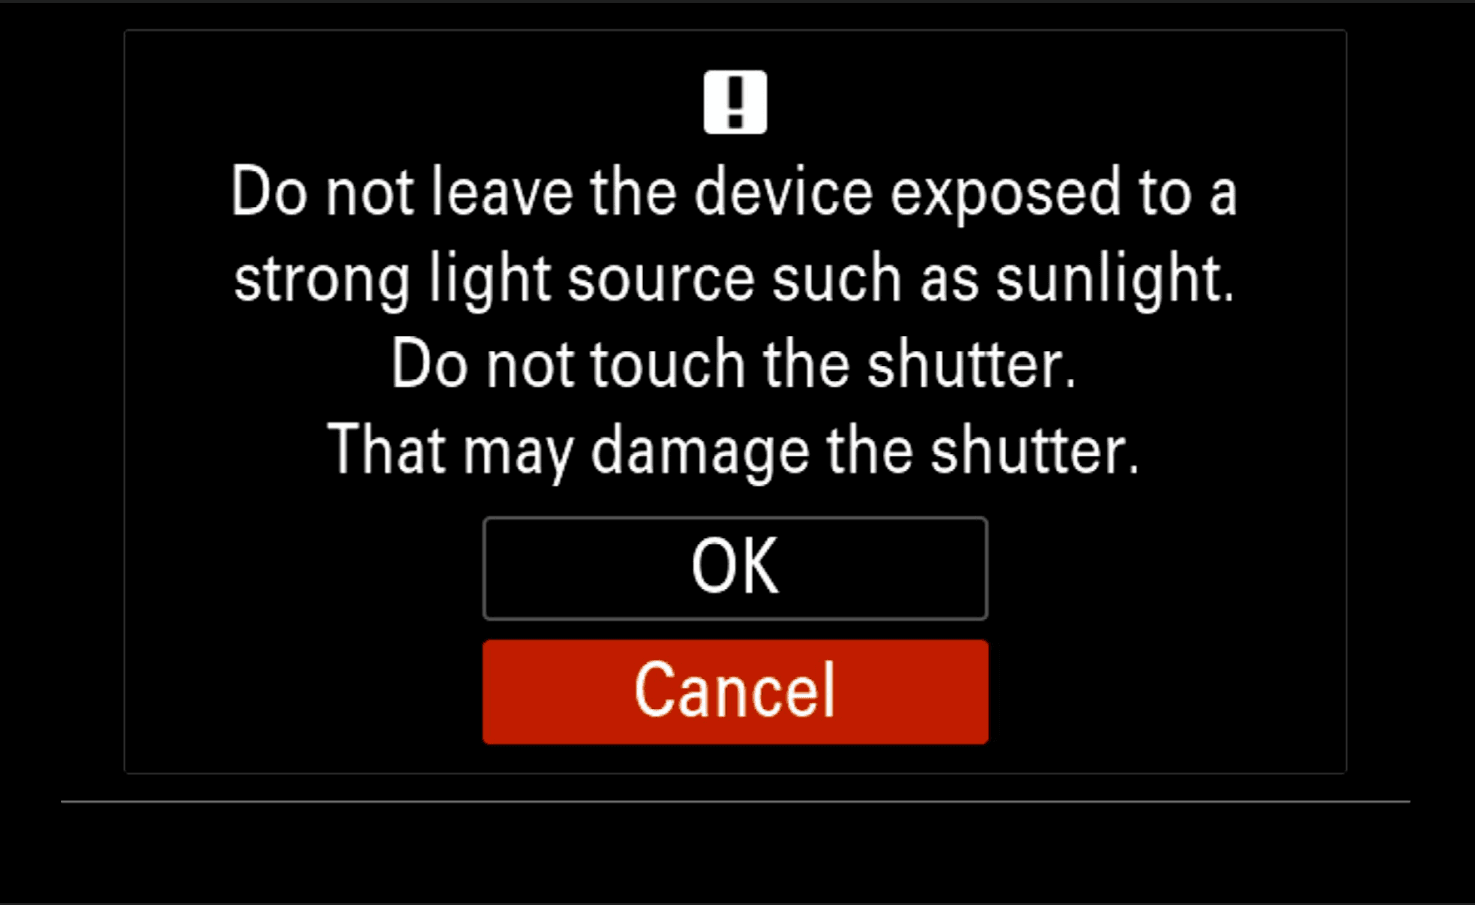 Do not leave the device exposed to a
strong light source such as sunlight.
Do not touch the shutter.
That may damage the shutter.
OK
Cancel